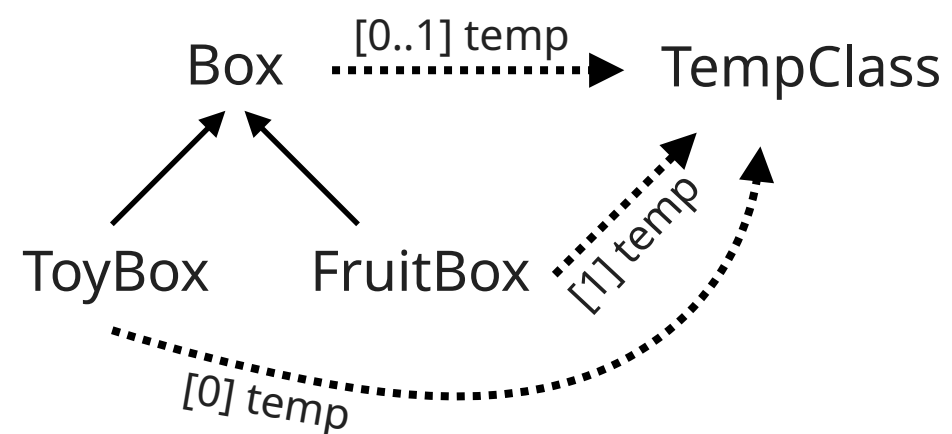 [0..1] temp
Box
TempClass
[1] temp
ToyBox
FruitBox
[0] temp